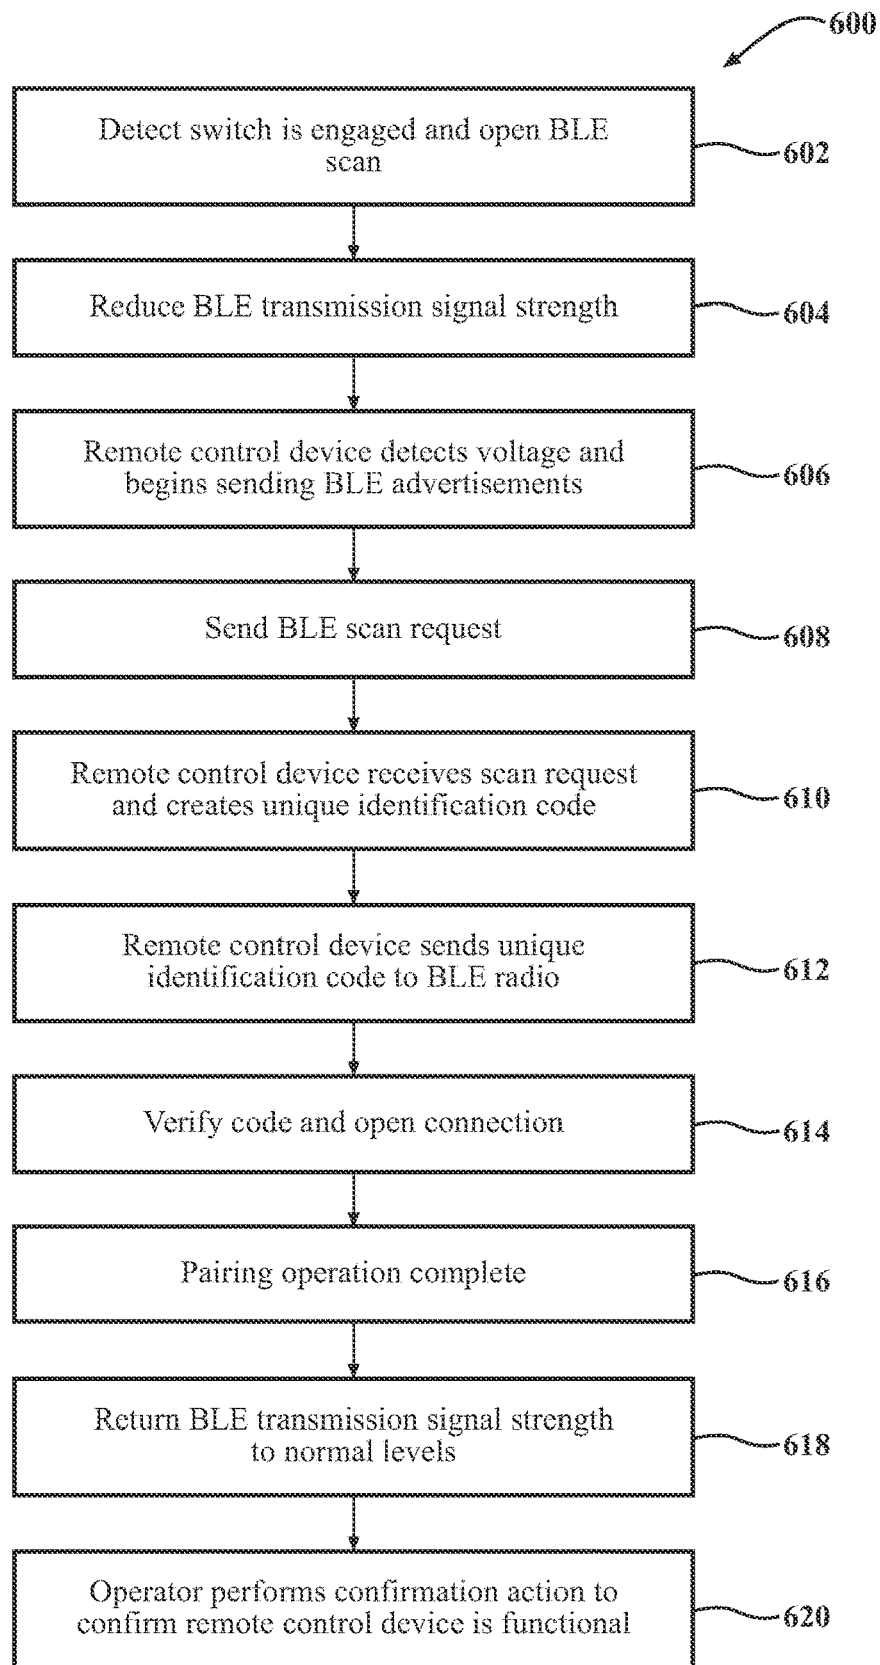 600
Detect switch is engaged and open BLE
scan
602
Reduce BLE transmission signal strength
604
Remote control device detects voltage and
begins sending BLE advertisements
606
Send BLE scan request
608
Remote control device receives scan request
and creates unique identification code
610
Remote control device sends unique
identification code to BLE radio
612
Verify code and open connection
614
Pairing operation complete
616
Return BLE transmission signal strength
to normal levels
618
Operator performs confirmation action to
confirm remote control device is functional
620